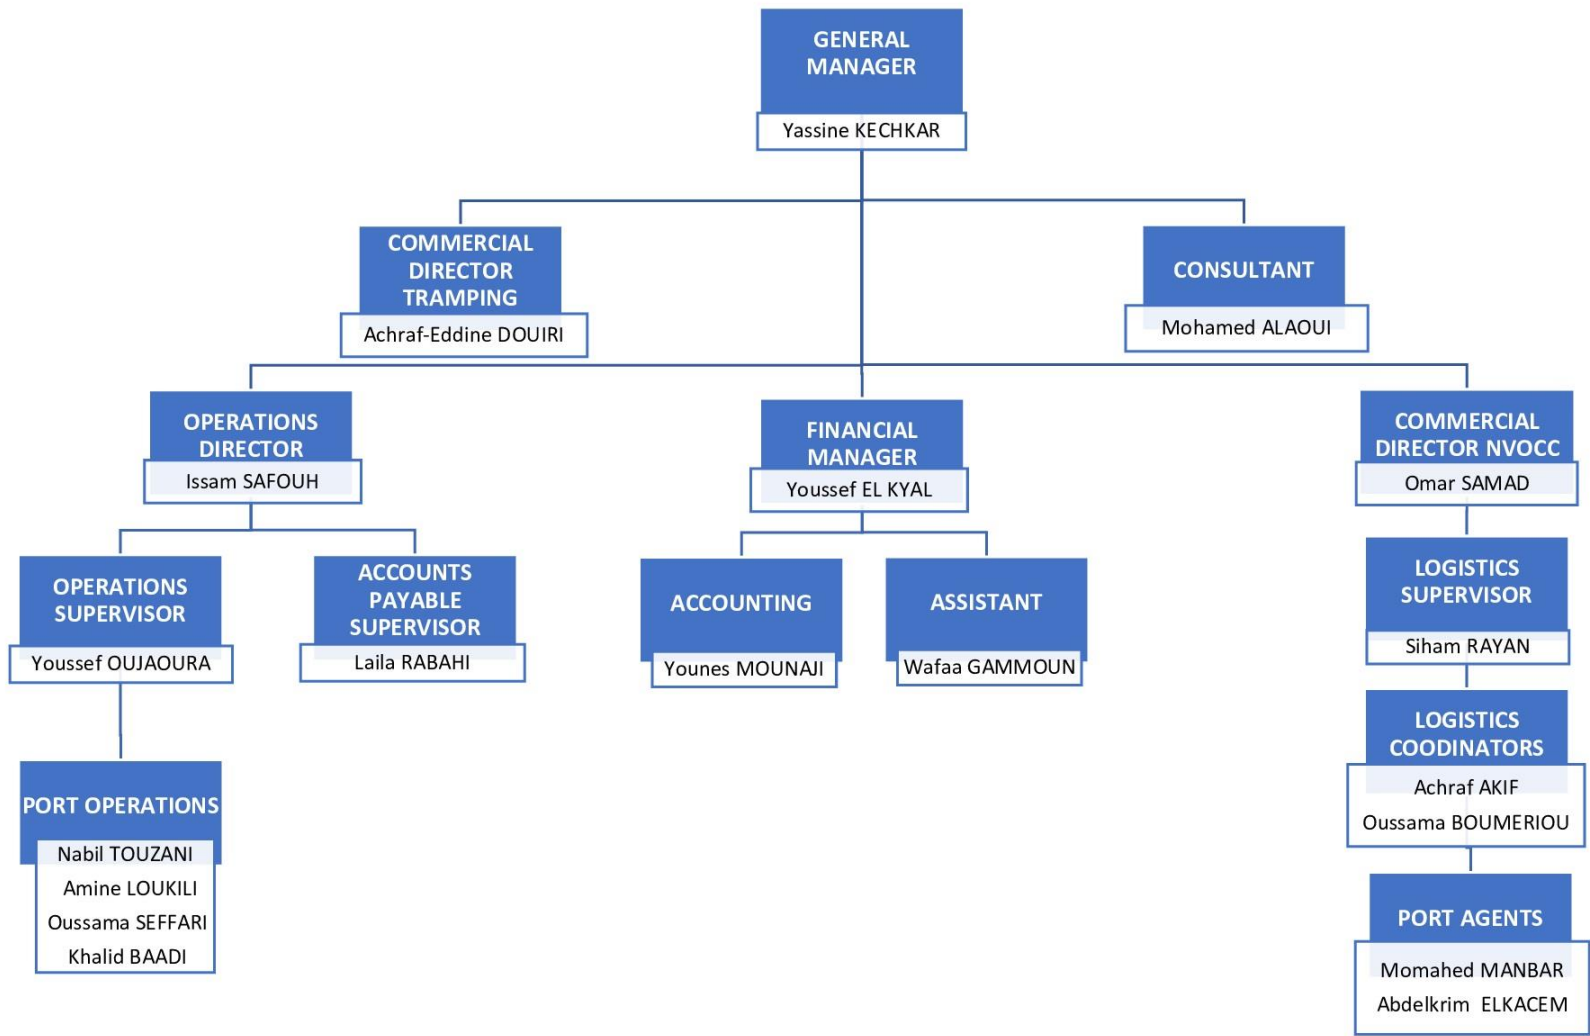 GENERAL
MANAGER
Yassine KECHKAR
COMMERCIAL
DIRECTOR
TRAMPING
Achraf-Eddine DOUIRI
CONSULTANT
Mohamed ALAOUI
OPERATIONS
DIRECTOR
Issam SAFOUH
FINANCIAL
MANAGER
Youssef EL KYAL
COMMERCIAL
DIRECTOR NVOCC
Omar SAMAD
OPERATIONS
SUPERVISOR
Youssef OUJAOURA
ACCOUNTS
PAYABLE
SUPERVISOR
Laila RABAHI
ACCOUNTING
Younes MOUNAJI
ASSISTANT
Wafaa GAMMOUN
LOGISTICS
SUPERVISOR
Siham RAYAN
LOGISTICS
COODINATORS
Achraf AKIF
Oussama BOUMERIOU
PORT OPERATIONS
Nabil TOUZANI
Amine LOUKILI
Oussama SEFFARI
Khalid BAADI
PORT AGENTS
Momahed MANBAR
Abdelkrim ELKACEM